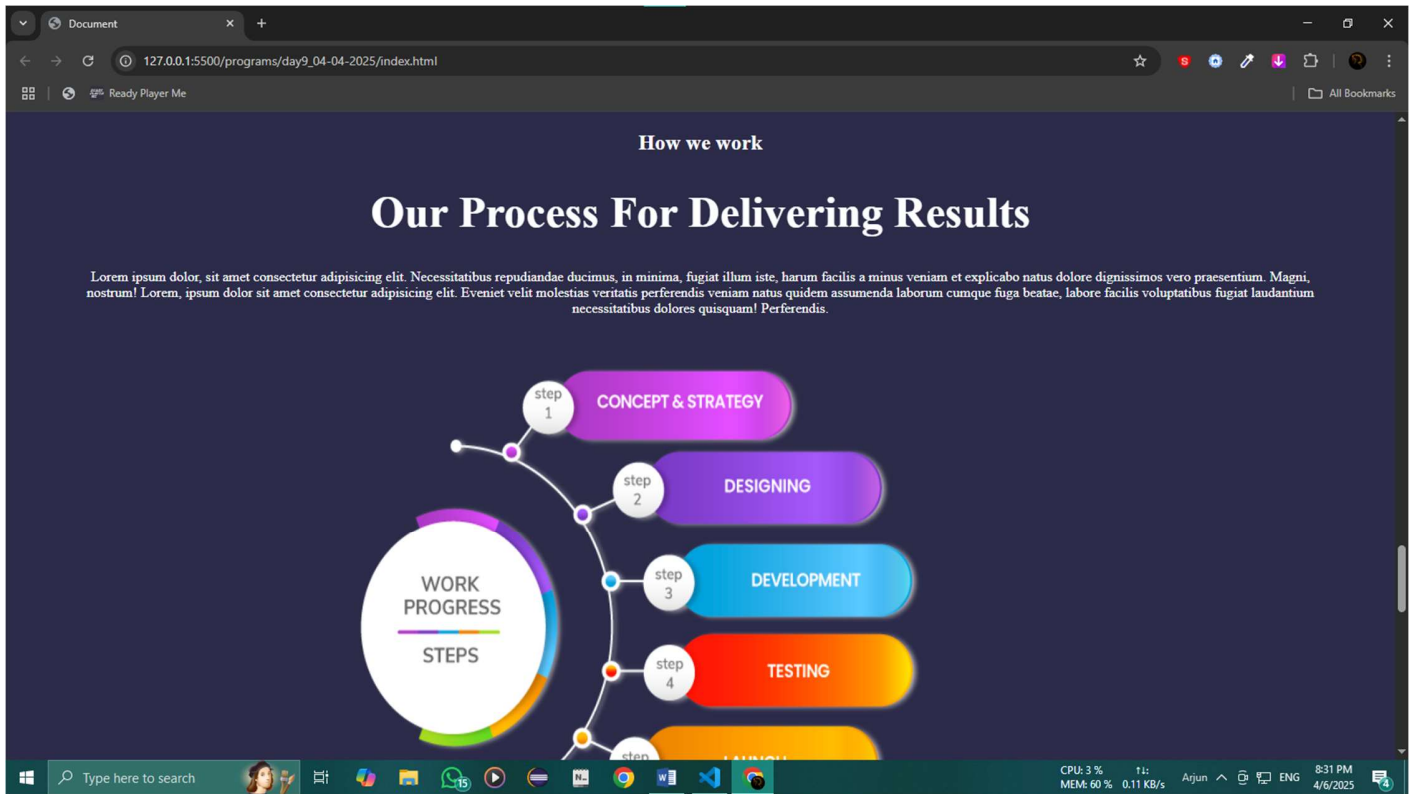 Document
127.0.0.1:5500/programs/day9_04-04-2025/index.html
Ready Player Me
All Bookmarks
How we work
Our Process For Delivering Results
Lorem ipsum dolor, sit amet consectetur adipisicing elit. Necessitatibus repudiandae ducimus, in minima, fugiat illum iste, harum facilis a minus veniam et explicabo natus dolore dignissimos vero praesentium. Magni,
nostrum! Lorem, ipsum dolor sit amet consectetur adipisicing elit. Eveniet velit molestias veritatis perferendis veniam natus quidem assumenda laborum cumque fuga beatae, labore facilis voluptatibus fugiat laudantium
necessitatibus dolores quisquam! Perferendis.
step
1
CONCEPT & STRATEGY
step
2
DESIGNING
step
3
DEVELOPMENT
WORK
PROGRESS
STEPS
step
4
TESTING
step
LAUNCH
Type here to search
15
CPU: 3 %
MEM: 60 %
↑↓:
0.11 KB/s
Arjun
ENG
8:31 PM
4/6/2025
4